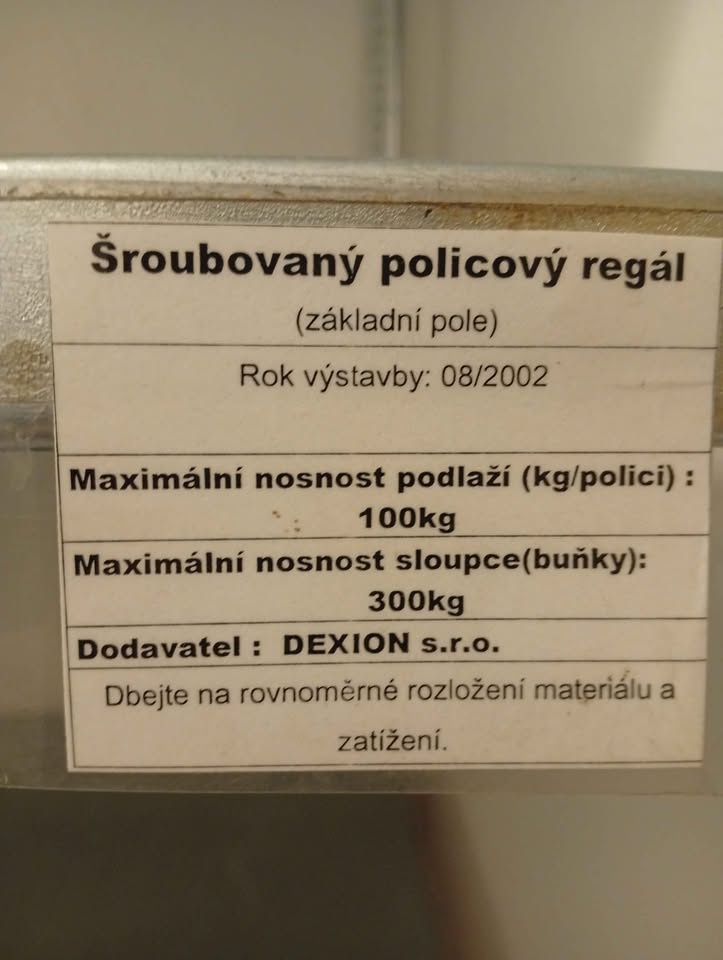 Šroubovaný policový regál
(základní pole)
Rok výstavby: 08/2002
Maximální nosnost podlaží (kg/polici) :
100kg
Maximální nosnost sloupce(buňky):
300kg
Dodavatel : DEXION s.r.o.
Dbejte na rovnoměrné rozložení materiálu a
zatížení.